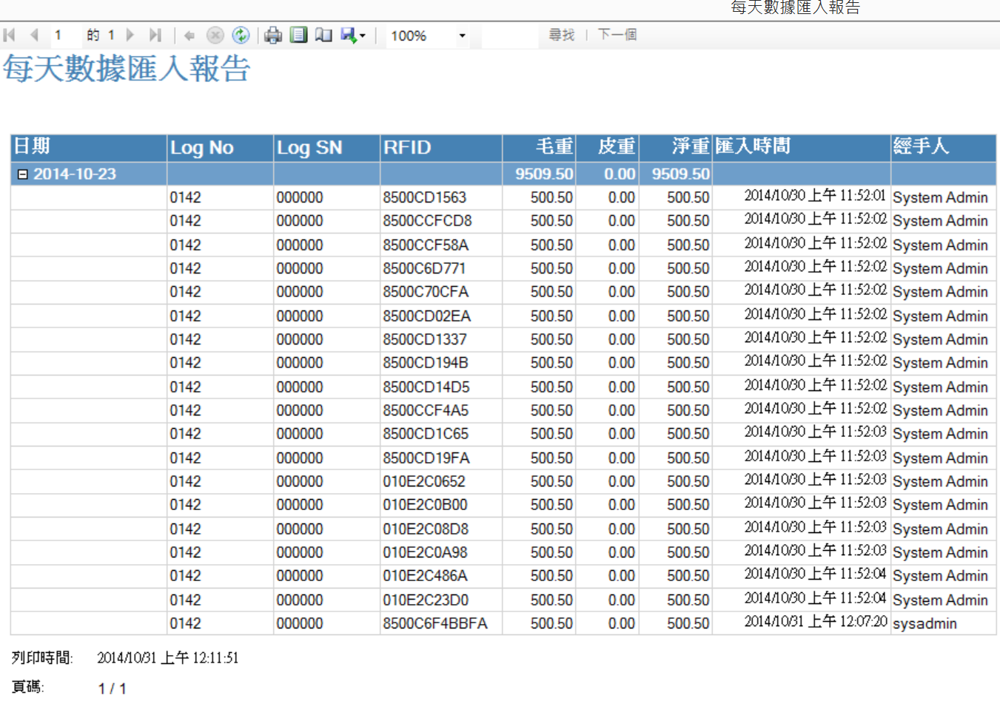 每天數據匯入報告
1 的 1 100% 尋找 | 下一個
每天數據匯入報告
日期 Log No Log SN RFID 毛重 皮重 淨重 匯入時間 經手人
2014-10-23 9509.50 0.00 9509.50
0142 000000 8500CD1563 500.50 0.00 500.50 2014/10/30 上午 11:52:01 System Admin
0142 000000 8500CCFCD8 500.50 0.00 500.50 2014/10/30 上午 11:52:02 System Admin
0142 000000 8500CCF58A 500.50 0.00 500.50 2014/10/30 上午 11:52:02 System Admin
0142 000000 8500C6D771 500.50 0.00 500.50 2014/10/30 上午 11:52:02 System Admin
0142 000000 8500C70CFA 500.50 0.00 500.50 2014/10/30 上午 11:52:02 System Admin
0142 000000 8500CD02EA 500.50 0.00 500.50 2014/10/30 上午 11:52:02 System Admin
0142 000000 8500CD1337 500.50 0.00 500.50 2014/10/30 上午 11:52:02 System Admin
0142 000000 8500CD194B 500.50 0.00 500.50 2014/10/30 上午 11:52:02 System Admin
0142 000000 8500CD14D5 500.50 0.00 500.50 2014/10/30 上午 11:52:02 System Admin
0142 000000 8500CCF4A5 500.50 0.00 500.50 2014/10/30 上午 11:52:02 System Admin
0142 000000 8500CD1C65 500.50 0.00 500.50 2014/10/30 上午 11:52:03 System Admin
0142 000000 8500CD19FA 500.50 0.00 500.50 2014/10/30 上午 11:52:03 System Admin
0142 000000 010E2C0652 500.50 0.00 500.50 2014/10/30 上午 11:52:03 System Admin
0142 000000 010E2C0B00 500.50 0.00 500.50 2014/10/30 上午 11:52:03 System Admin
0142 000000 010E2C08D8 500.50 0.00 500.50 2014/10/30 上午 11:52:03 System Admin
0142 000000 010E2C0A98 500.50 0.00 500.50 2014/10/30 上午 11:52:03 System Admin
0142 000000 010E2C486A 500.50 0.00 500.50 2014/10/30 上午 11:52:04 System Admin
0142 000000 010E2C23D0 500.50 0.00 500.50 2014/10/30 上午 11:52:04 System Admin
0142 000000 8500C6F4BBFA 500.50 0.00 500.50 2014/10/31 上午 12:07:20 sysadmin
列印時間: 2014/10/31 上午 12:11:51
頁碼: 1 / 1